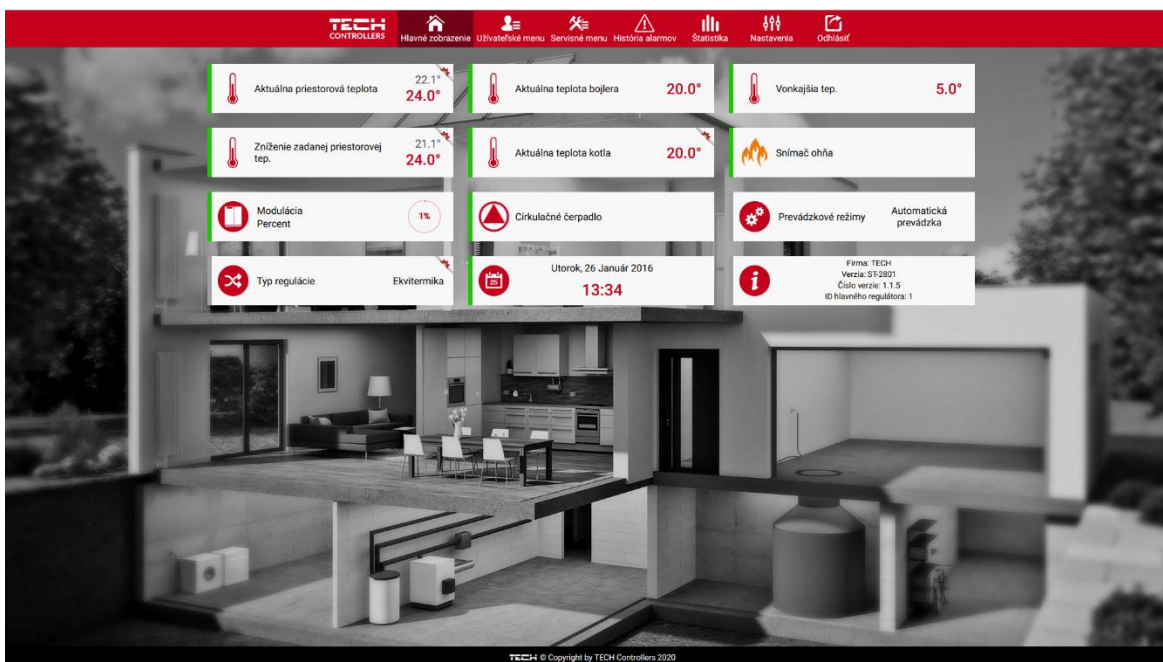 TECH
CONTROLLERS
Hlavné zobrazenie
Užívateľské menu
Servisné menu
História alarmov
Štatistika
Nastavenia
Odhlásiť
Aktuálna priestorová teplota
22.1°
24.0°
Aktuálna teplota bojlera
20.0°
Vonkajšia tep.
5.0°
Zníženie zadanej priestorovej
tep.
21.1°
24.0°
Aktuálna teplota kotla
20.0°
Snímač ohňa
Modulácia
Percent
1%
Cirkulačné čerpadlo
Prevádzkové režimy
Automatická
prevádzka
Typ regulácie
Ekvitermika
25
Utorok, 26 Január 2016
13:34
Firma: TECH
Verzia: ST-2801
Číslo verzie: 1.1.5
ID hlavného regulátora: 1
TECH © Copyright by TECH Controllers 2020